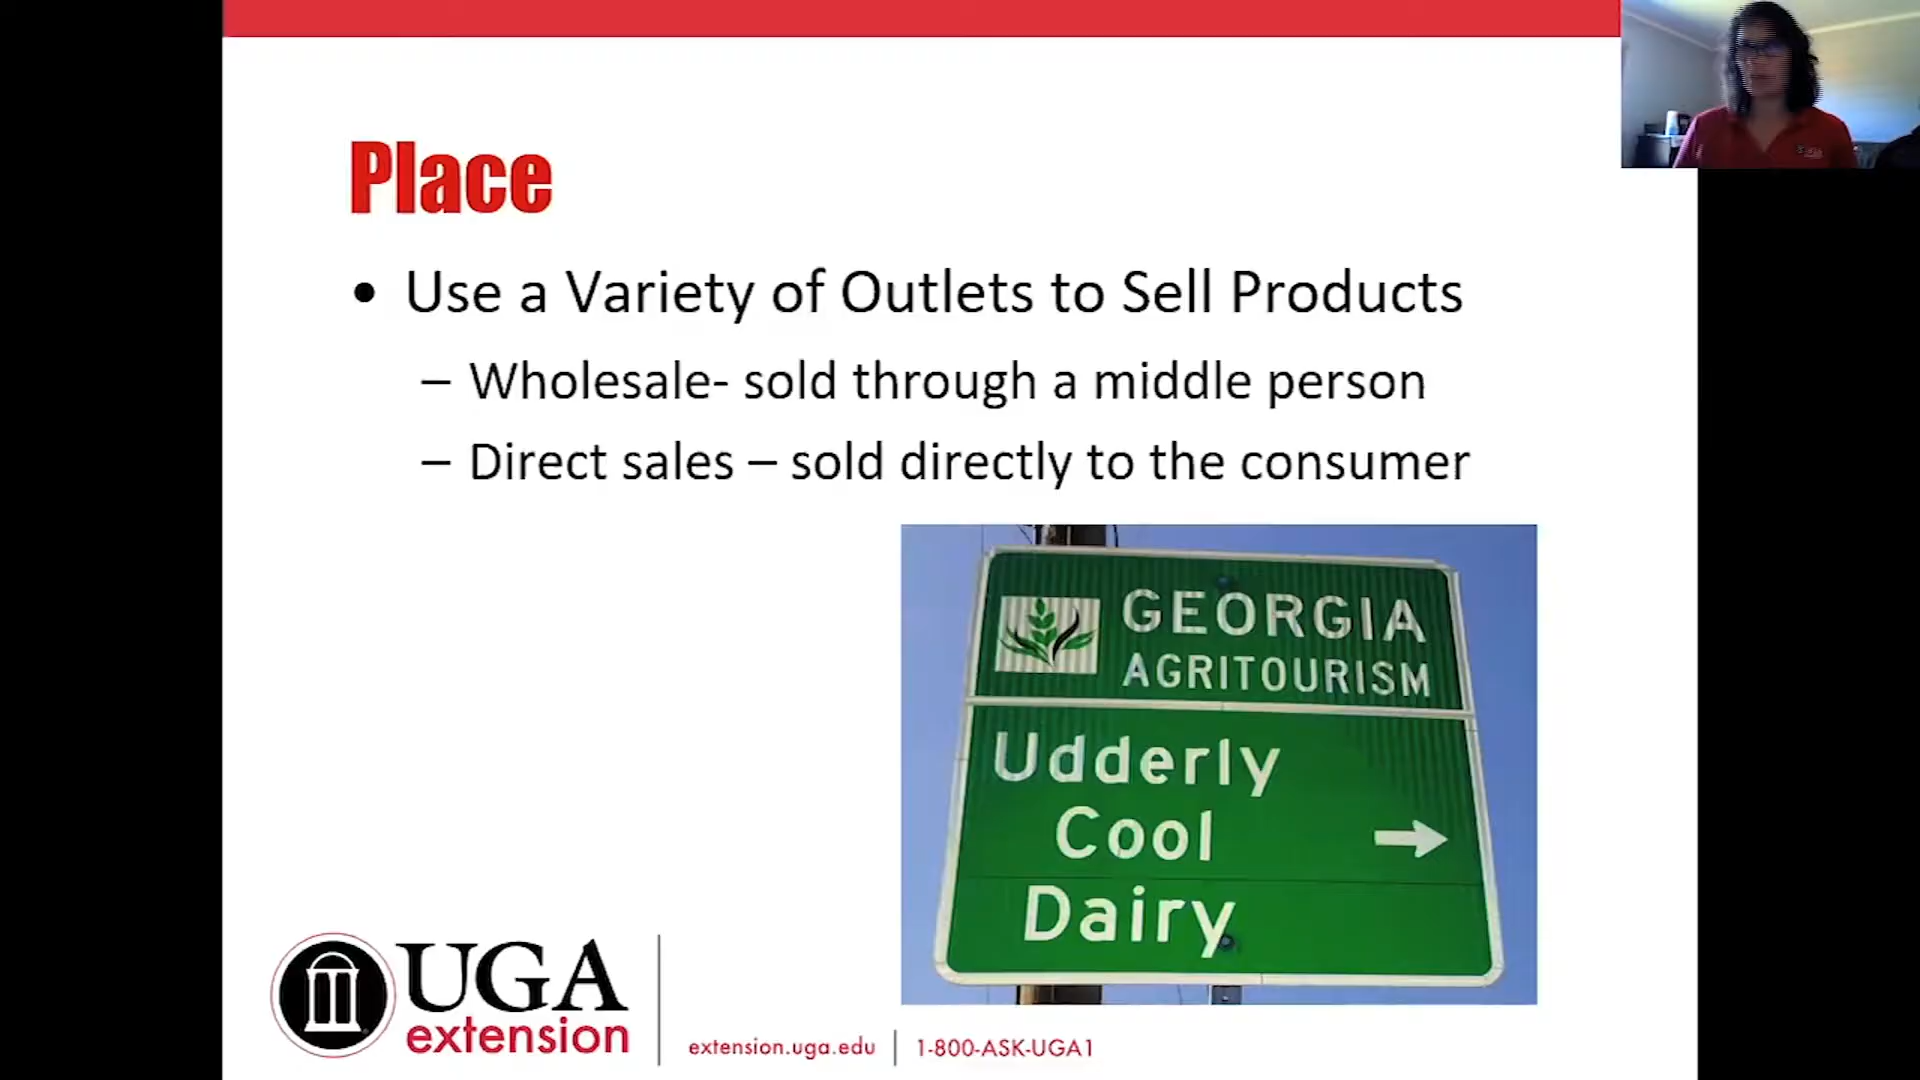 Place
• Use a Variety of Outlets to Sell Products
– Wholesale- sold through a middle person
– Direct sales – sold directly to the consumer
GEORGIA
AGRITOURISM
Udderly
Cool
Dairy
UGA
extension
extension.uga.edu | 1-800-ASK-UGA1